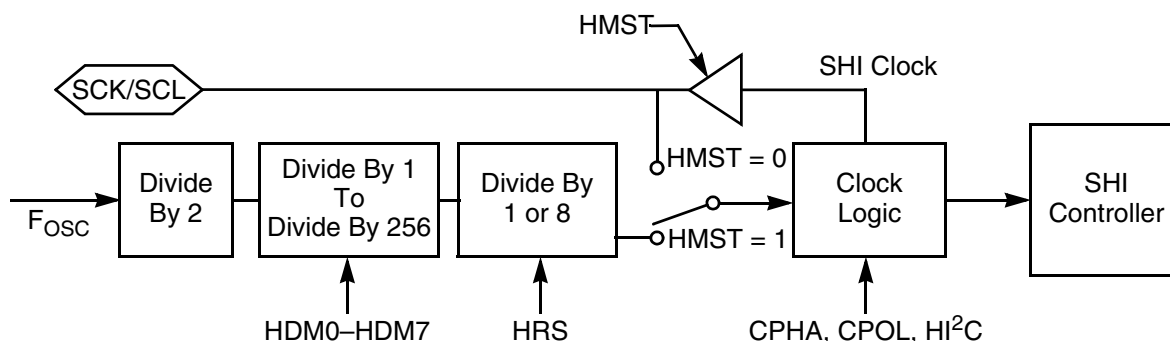 HMST
SCK/SCL
SHI Clock
HMST = 0
Divide
By 2
Divide By 1
To
Divide By 256
Divide By
1 or 8
Clock
Logic
SHI
Controller
F_OSC
HMST = 1
HDM0–HDM7
HRS
CPHA, CPOL, HI²C